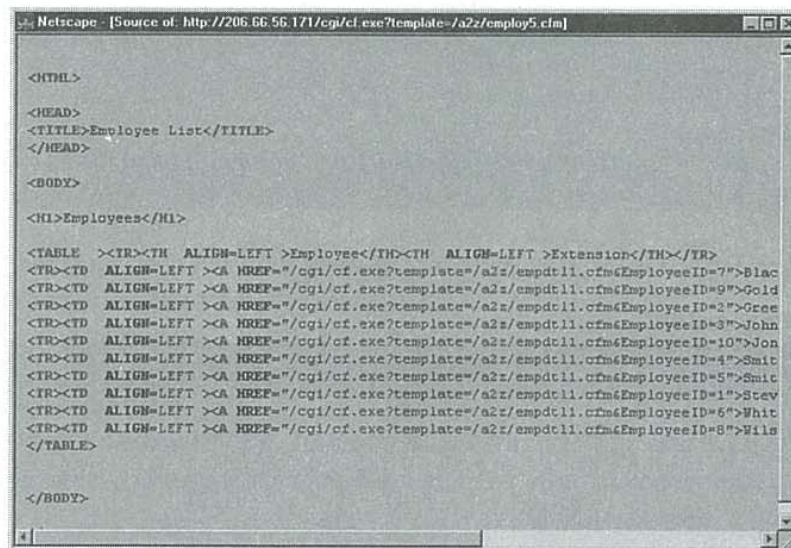 Netscape - [Source of: http://206.66.56.171/cgi/cf.exe?template=/a2z/employ5.cfm]
<HTML>
<HEAD>
<TITLE>Employee List</TITLE>
</HEAD>
<BODY>
<H1>Employees</H1>
<TABLE ><TR><TH ALIGN=LEFT >Employee</TH><TH ALIGN=LEFT >Extension</TH></TR>
<TR><TD ALIGN=LEFT ><A HREF="/cgi/cf.exe?template=/a2z/empdtl1.cfm&EmployeeID=7">Blac
<TR><TD ALIGN=LEFT ><A HREF="/cgi/cf.exe?template=/a2z/empdtl1.cfm&EmployeeID=9">Gold
<TR><TD ALIGN=LEFT ><A HREF="/cgi/cf.exe?template=/a2z/empdtl1.cfm&EmployeeID=2">Gree
<TR><TD ALIGN=LEFT ><A HREF="/cgi/cf.exe?template=/a2z/empdtl1.cfm&EmployeeID=3">John
<TR><TD ALIGN=LEFT ><A HREF="/cgi/cf.exe?template=/a2z/empdtl1.cfm&EmployeeID=10">Jon
<TR><TD ALIGN=LEFT ><A HREF="/cgi/cf.exe?template=/a2z/empdtl1.cfm&EmployeeID=4">Smit
<TR><TD ALIGN=LEFT ><A HREF="/cgi/cf.exe?template=/a2z/empdtl1.cfm&EmployeeID=5">Smit
<TR><TD ALIGN=LEFT ><A HREF="/cgi/cf.exe?template=/a2z/empdtl1.cfm&EmployeeID=1">Stev
<TR><TD ALIGN=LEFT ><A HREF="/cgi/cf.exe?template=/a2z/empdtl1.cfm&EmployeeID=6">Whit
<TR><TD ALIGN=LEFT ><A HREF="/cgi/cf.exe?template=/a2z/empdtl1.cfm&EmployeeID=8">Wils
</TABLE>
</BODY>